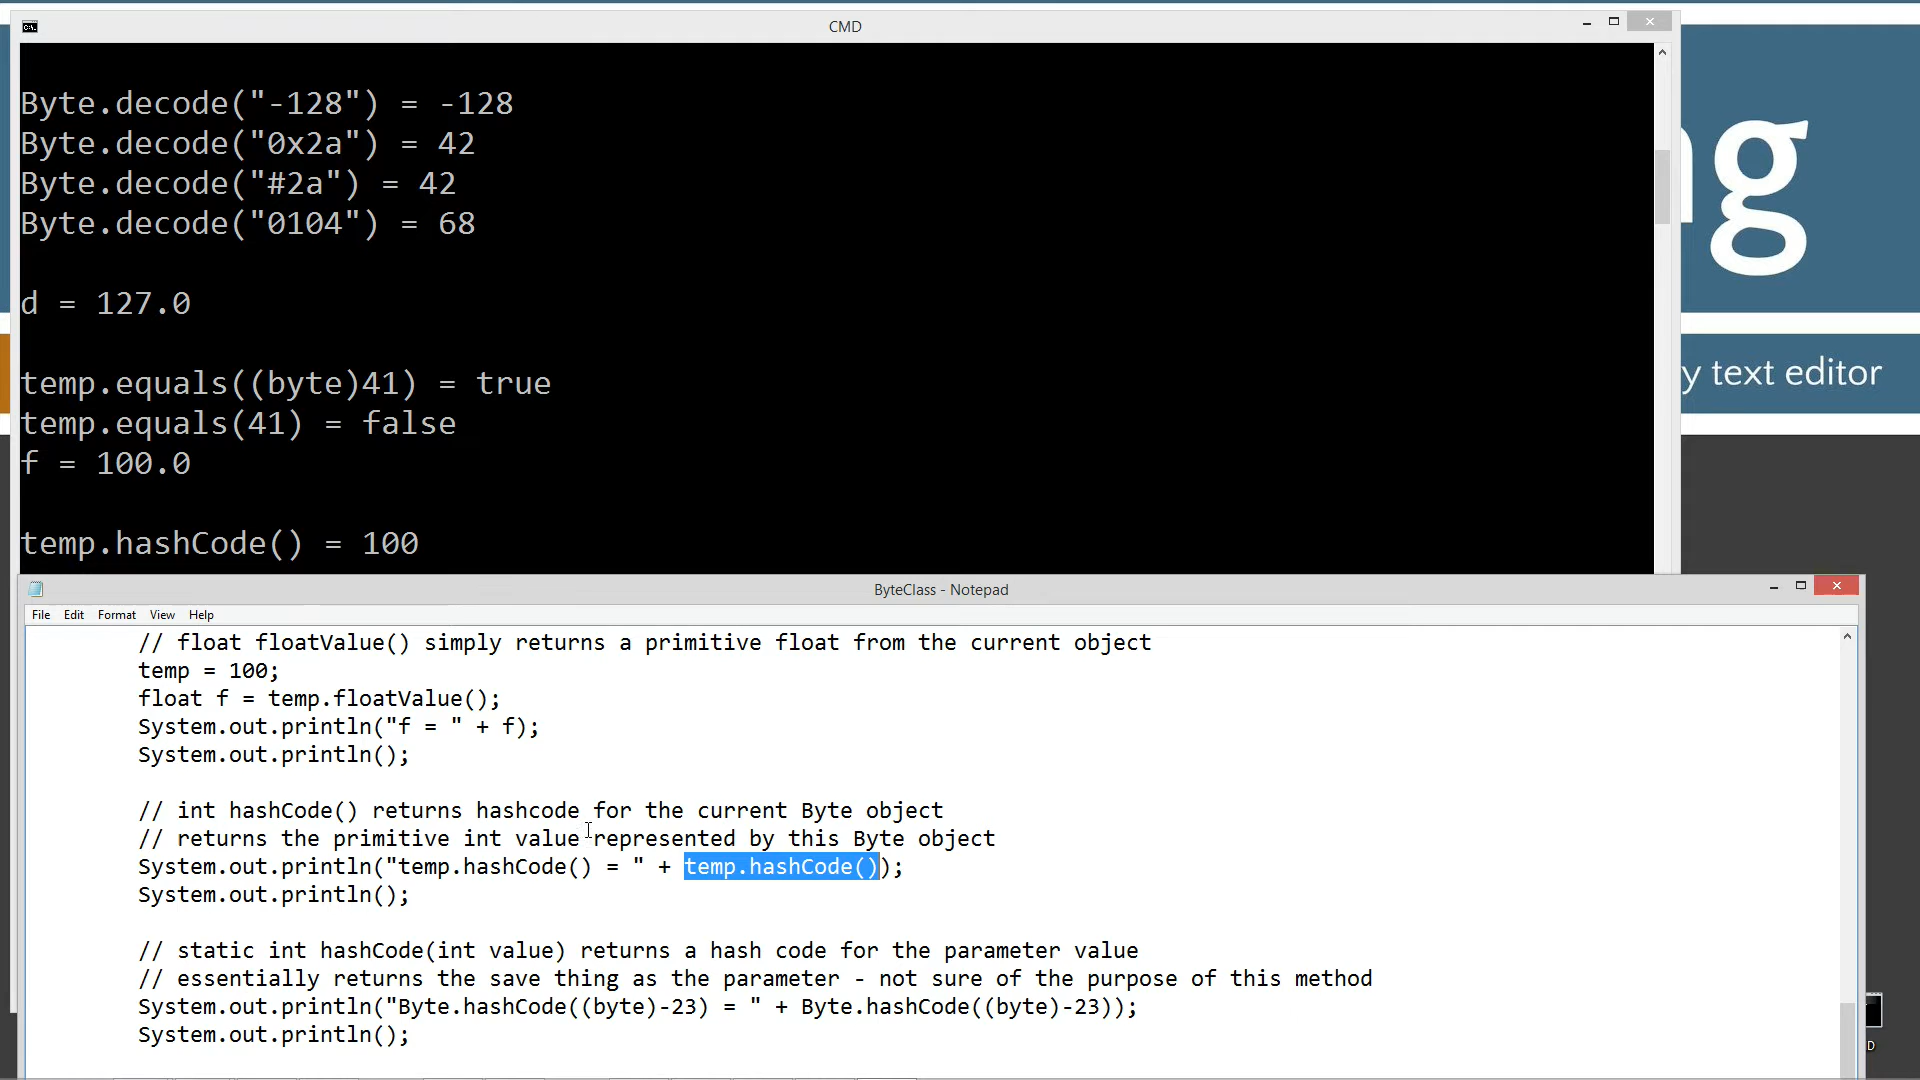 CMD
Byte.decode("-128") = -128
Byte.decode("0x2a") = 42
Byte.decode("#2a") = 42
Byte.decode("0104") = 68
d = 127.0
temp.equals((byte)41) = true
temp.equals(41) = false
f = 100.0
temp.hashCode() = 100
g
y text editor
ByteClass - Notepad
File Edit Format View Help
// float floatValue() simply returns a primitive float from the current object
temp = 100;
float f = temp.floatValue();
System.out.println("f = " + f);
System.out.println();
// int hashCode() returns hashcode for the current Byte object
// returns the primitive int value represented by this Byte object
System.out.println("temp.hashCode() = " + temp.hashCode());
System.out.println();
// static int hashCode(int value) returns a hash code for the parameter value
// essentially returns the save thing as the parameter - not sure of the purpose of this method
System.out.println("Byte.hashCode((byte)-23) = " + Byte.hashCode((byte)-23));
System.out.println();
D